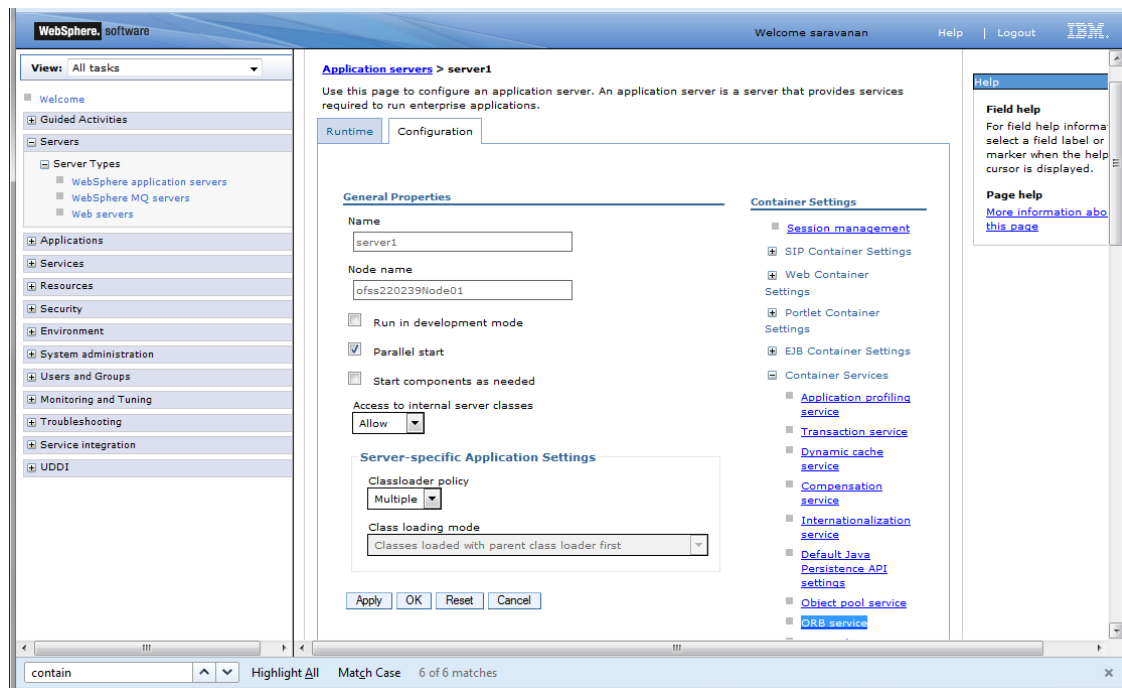 WebSphere. software
Welcome saravanan
Help | Logout
IBM.
View: All tasks
Welcome
Guided Activities
Servers
Server Types
WebSphere application servers
WebSphere MQ servers
Web servers
Applications
Services
Resources
Security
Environment
System administration
Users and Groups
Monitoring and Tuning
Troubleshooting
Service integration
UDDI
Application servers > server1
Use this page to configure an application server. An application server is a server that provides services
required to run enterprise applications.
Runtime
Configuration
General Properties
Name
server1
Node name
ofss220239Node01
Run in development mode
Parallel start
Start components as needed
Access to internal server classes
Allow
Server-specific Application Settings
Classloader policy
Multiple
Class loading mode
Classes loaded with parent class loader first
Apply OK Reset Cancel
Container Settings
Session management
SIP Container Settings
Web Container
Settings
Portlet Container
Settings
EJB Container Settings
Container Services
Application profiling
service
Transaction service
Dynamic cache
service
Compensation
service
Internationalization
service
Default Java
Persistence API
settings
Object pool service
ORB service
Help
Field help
For field help informa
select a field label or
marker when the help
cursor is displayed.
Page help
More information abo
this page
contain
Highlight All
Match Case
6 of 6 matches